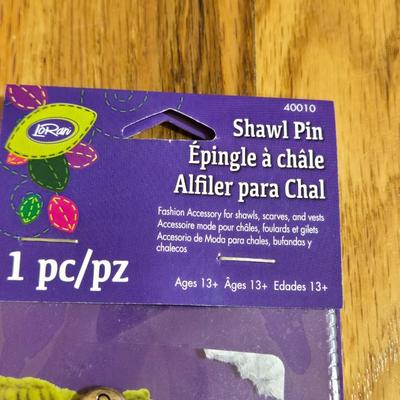 LoRan
40010
Shawl Pin
Épingle à châle
Alfiler para Chal
Fashion Accessory for shawls, scarves, and vests
Accessoire mode pour châles, foulards et gilets
Accesorio de Moda para chales, bufandas y
chalecos
1 pc/pz
Ages 13+ Âges 13+ Edades 13+